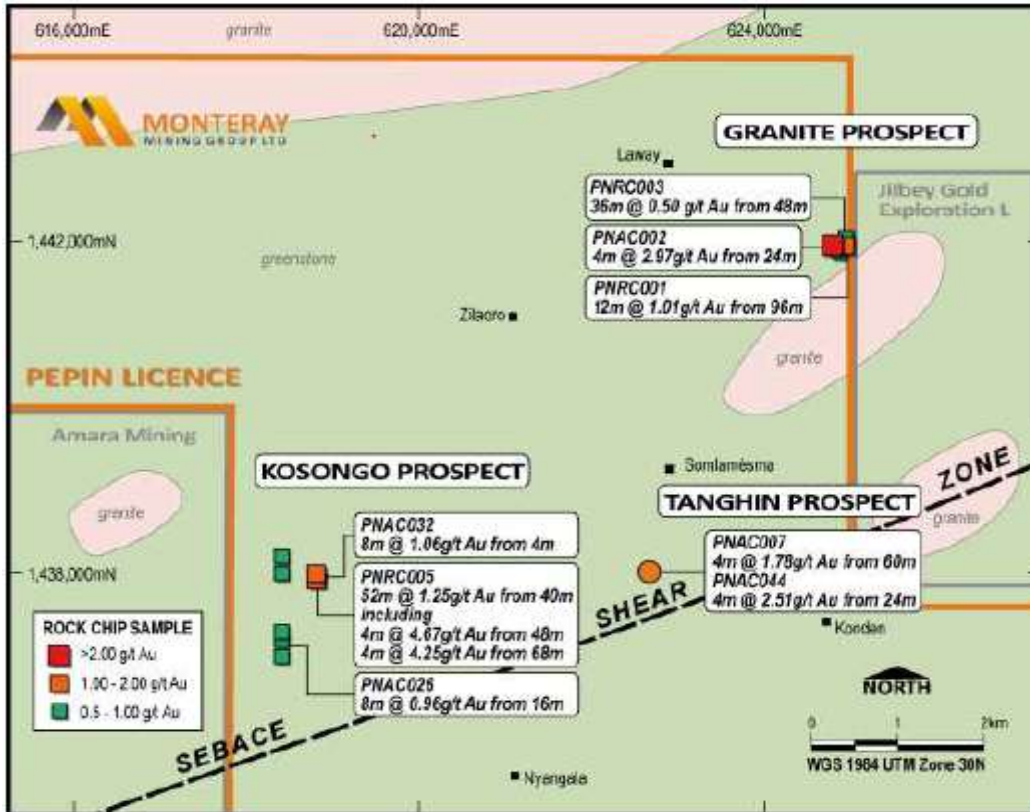 616,000mE
granite
620,000mE
624,000mE
MONTERAY
MINING GROUP LTD
GRANITE PROSPECT
Laway
PNRC003
36m @ 0.50 g/t Au from 48m
Jilbey Gold
Exploration L
1,442,000mN
PNAC002
4m @ 2.97g/t Au from 24m
greenstone
PNRC001
12m @ 1.01g/t Au from 96m
granite
PEPIN LICENCE
Amara Mining
granite
KOSONGO PROSPECT
ZONE
granite
TANGHIN PROSPECT
PNAC032
8m @ 1.06g/t Au from 4m
PNAC007
4m @ 1.78g/t Au from 60m
PNAC044
4m @ 2.51g/t Au from 24m
1,438,000mN
PNRC005
52m @ 1.25g/t Au from 40m
including
4m @ 4.67g/t Au from 48m
4m @ 4.25g/t Au from 68m
SHEAR
ROCK CHIP SAMPLE
>2.00 g/t Au
1.00 - 2.00 g/t Au
0.5 - 1.00 g/t Au
PNAC026
8m @ 0.96g/t Au from 16m
NORTH
0 1 2km
WGS 1984 UTM Zone 30N
SEBACE
Nyangala